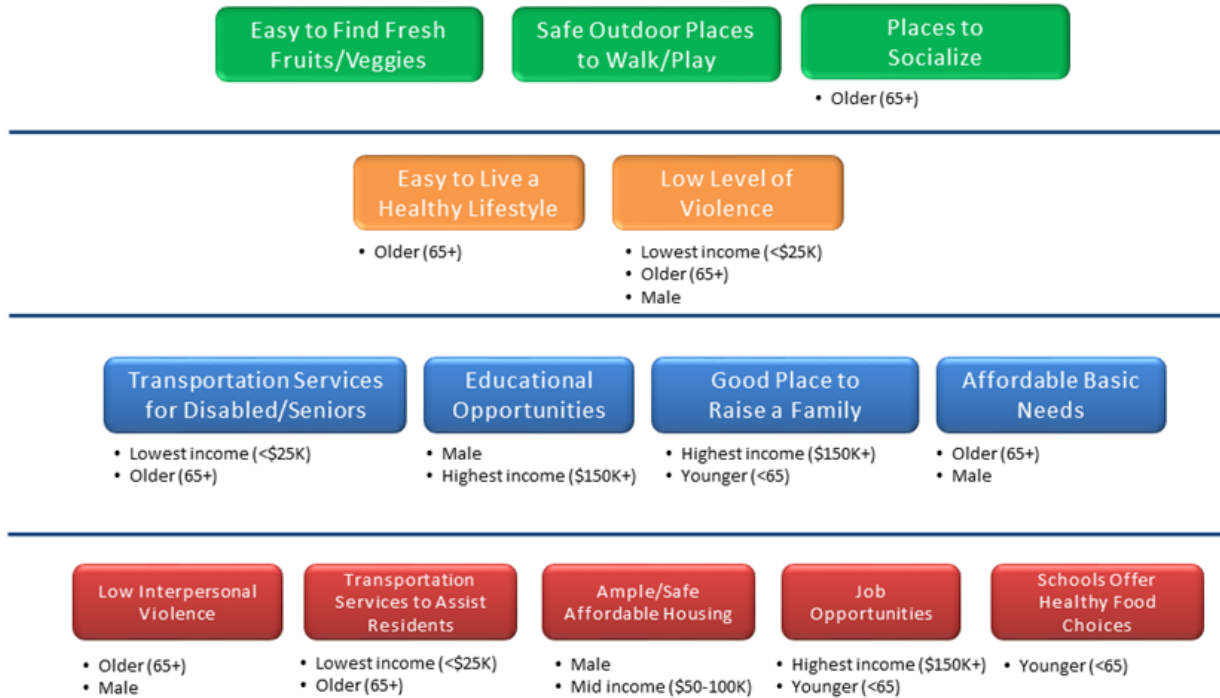 Easy to Find Fresh
Fruits/Veggies
Safe Outdoor Places
to Walk/Play
Places to
Socialize
• Older (65+)
Easy to Live a
Healthy Lifestyle
• Older (65+)
Low Level of
Violence
• Lowest income (<$25K)
• Older (65+)
• Male
Transportation Services
for Disabled/Seniors
• Lowest income (<$25K)
• Older (65+)
Educational
Opportunities
• Male
• Highest income ($150K+)
Good Place to
Raise a Family
• Highest income ($150K+)
• Younger (<65)
Affordable Basic
Needs
• Older (65+)
• Male
Low Interpersonal
Violence
• Older (65+)
• Male
Transportation
Services to Assist
Residents
• Lowest income (<$25K)
• Older (65+)
Ample/Safe
Affordable Housing
• Male
• Mid income ($50-100K)
Job
Opportunities
• Highest income ($150K+)
• Younger (<65)
Schools Offer
Healthy Food
Choices
• Younger (<65)